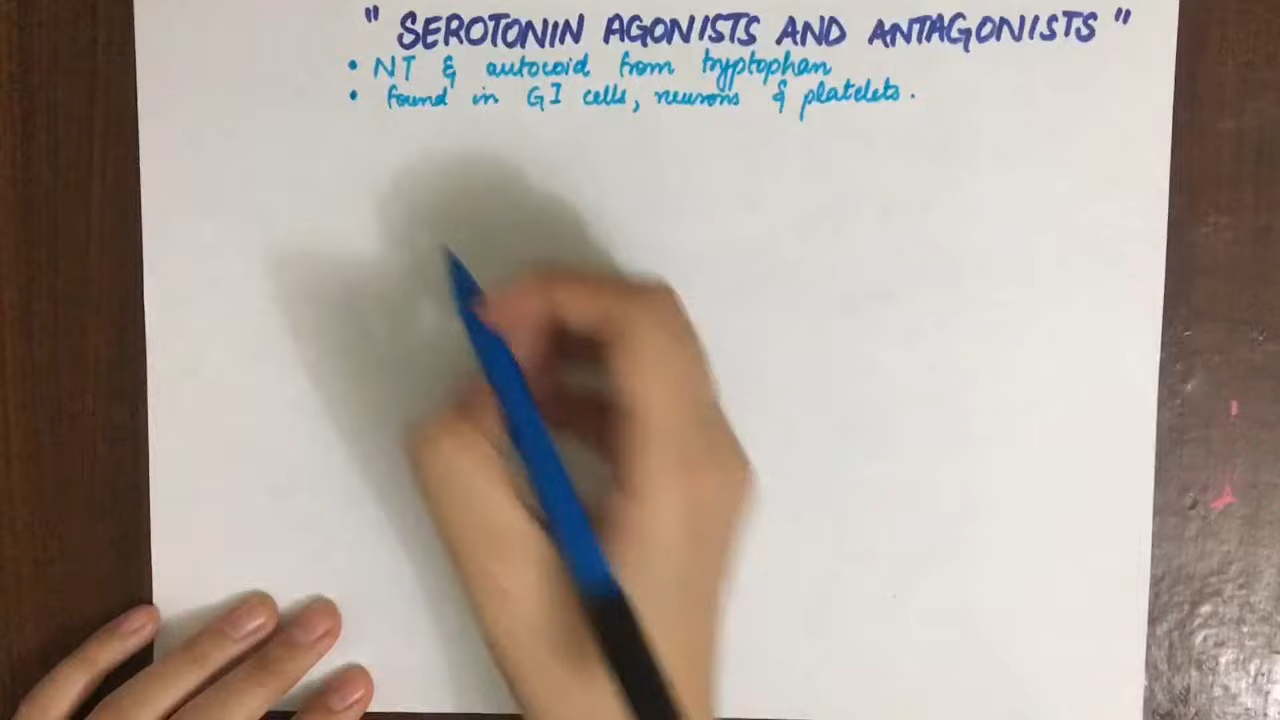 " SEROTONIN AGONISTS AND ANTAGONISTS "
• NT & autocoid from tryptophan
• found in GI cells, neurons & platelets.